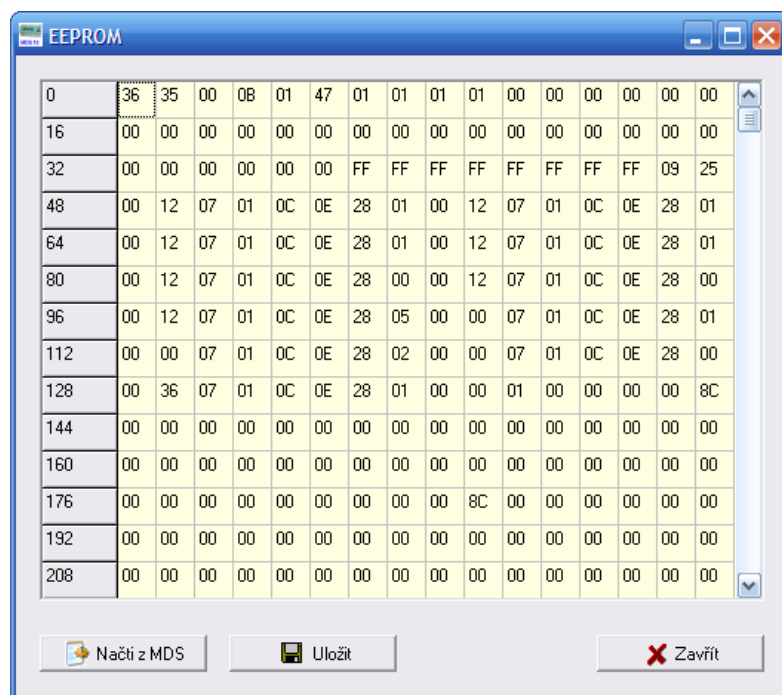 EEPROM
0 36 35 00 0B 01 47 01 01 01 01 00 00 00 00 00 00
16 00 00 00 00 00 00 00 00 00 00 00 00 00 00 00 00
32 00 00 00 00 00 00 FF FF FF FF FF FF FF FF 09 25
48 00 12 07 01 0C 0E 28 01 00 12 07 01 0C 0E 28 01
64 00 12 07 01 0C 0E 28 01 00 12 07 01 0C 0E 28 01
80 00 12 07 01 0C 0E 28 00 00 12 07 01 0C 0E 28 00
96 00 12 07 01 0C 0E 28 05 00 00 07 01 0C 0E 28 01
112 00 00 07 01 0C 0E 28 02 00 00 07 01 0C 0E 28 00
128 00 36 07 01 0C 0E 28 01 00 00 01 00 00 00 00 8C
144 00 00 00 00 00 00 00 00 00 00 00 00 00 00 00 00
160 00 00 00 00 00 00 00 00 00 00 00 00 00 00 00 00
176 00 00 00 00 00 00 00 00 00 8C 00 00 00 00 00 00
192 00 00 00 00 00 00 00 00 00 00 00 00 00 00 00 00
208 00 00 00 00 00 00 00 00 00 00 00 00 00 00 00 00
Načti z MDS Uložit Zavřít